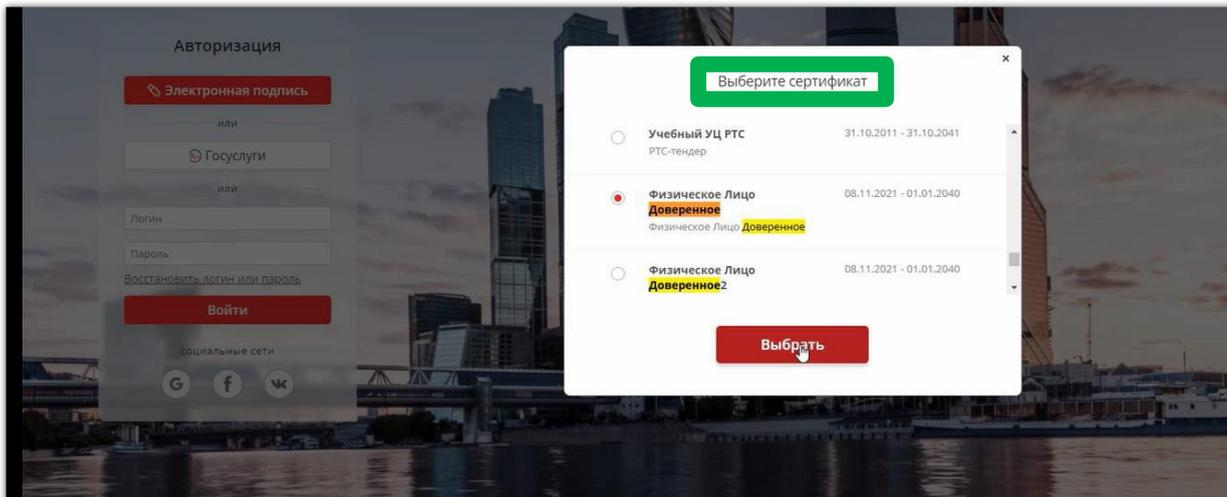 Авторизация
Электронная подпись
или
Госуслуги
или
Логин
Пароль
Восстановить логин или пароль
Войти
социальные сети
G f
Выберите сертификат
×
Учебный УЦ РТС
31.10.2011 - 31.10.2041
РТС-тендер
Физическое Лицо
08.11.2021 - 01.01.2040
Доверенное
Физическое Лицо Доверенное
Физическое Лицо
08.11.2021 - 01.01.2040
Доверенное2
Выбрать